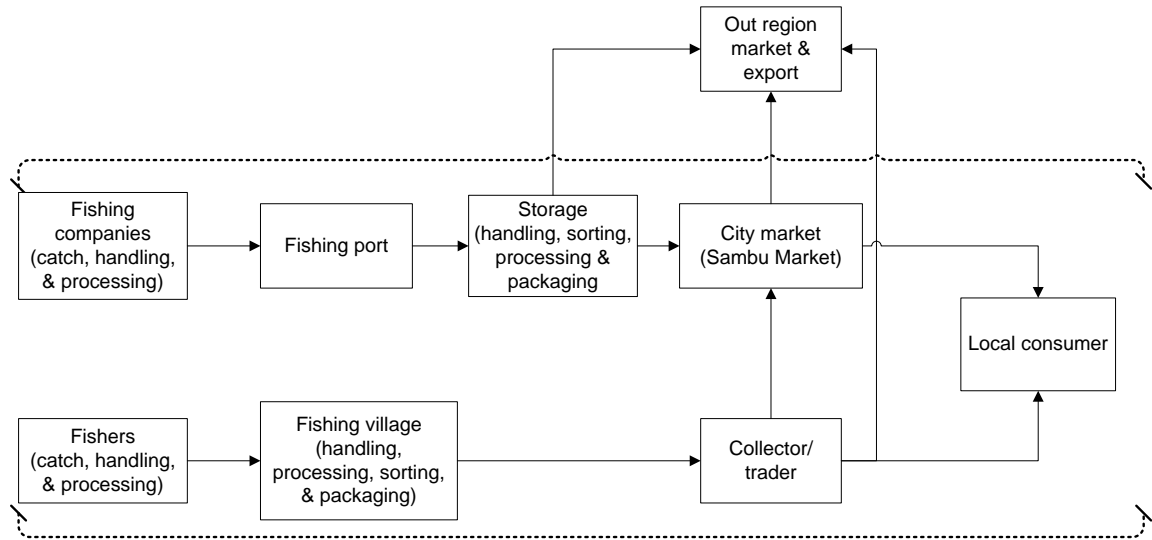 Out region
market &
export
Fishing
companies
(catch, handling,
& processing)
Fishing port
Storage
(handling, sorting,
processing &
packaging
City market
(Sambu Market)
Local consumer
Fishers
(catch, handling,
& processing)
Fishing village
(handling,
processing, sorting,
& packaging)
Collector/
trader